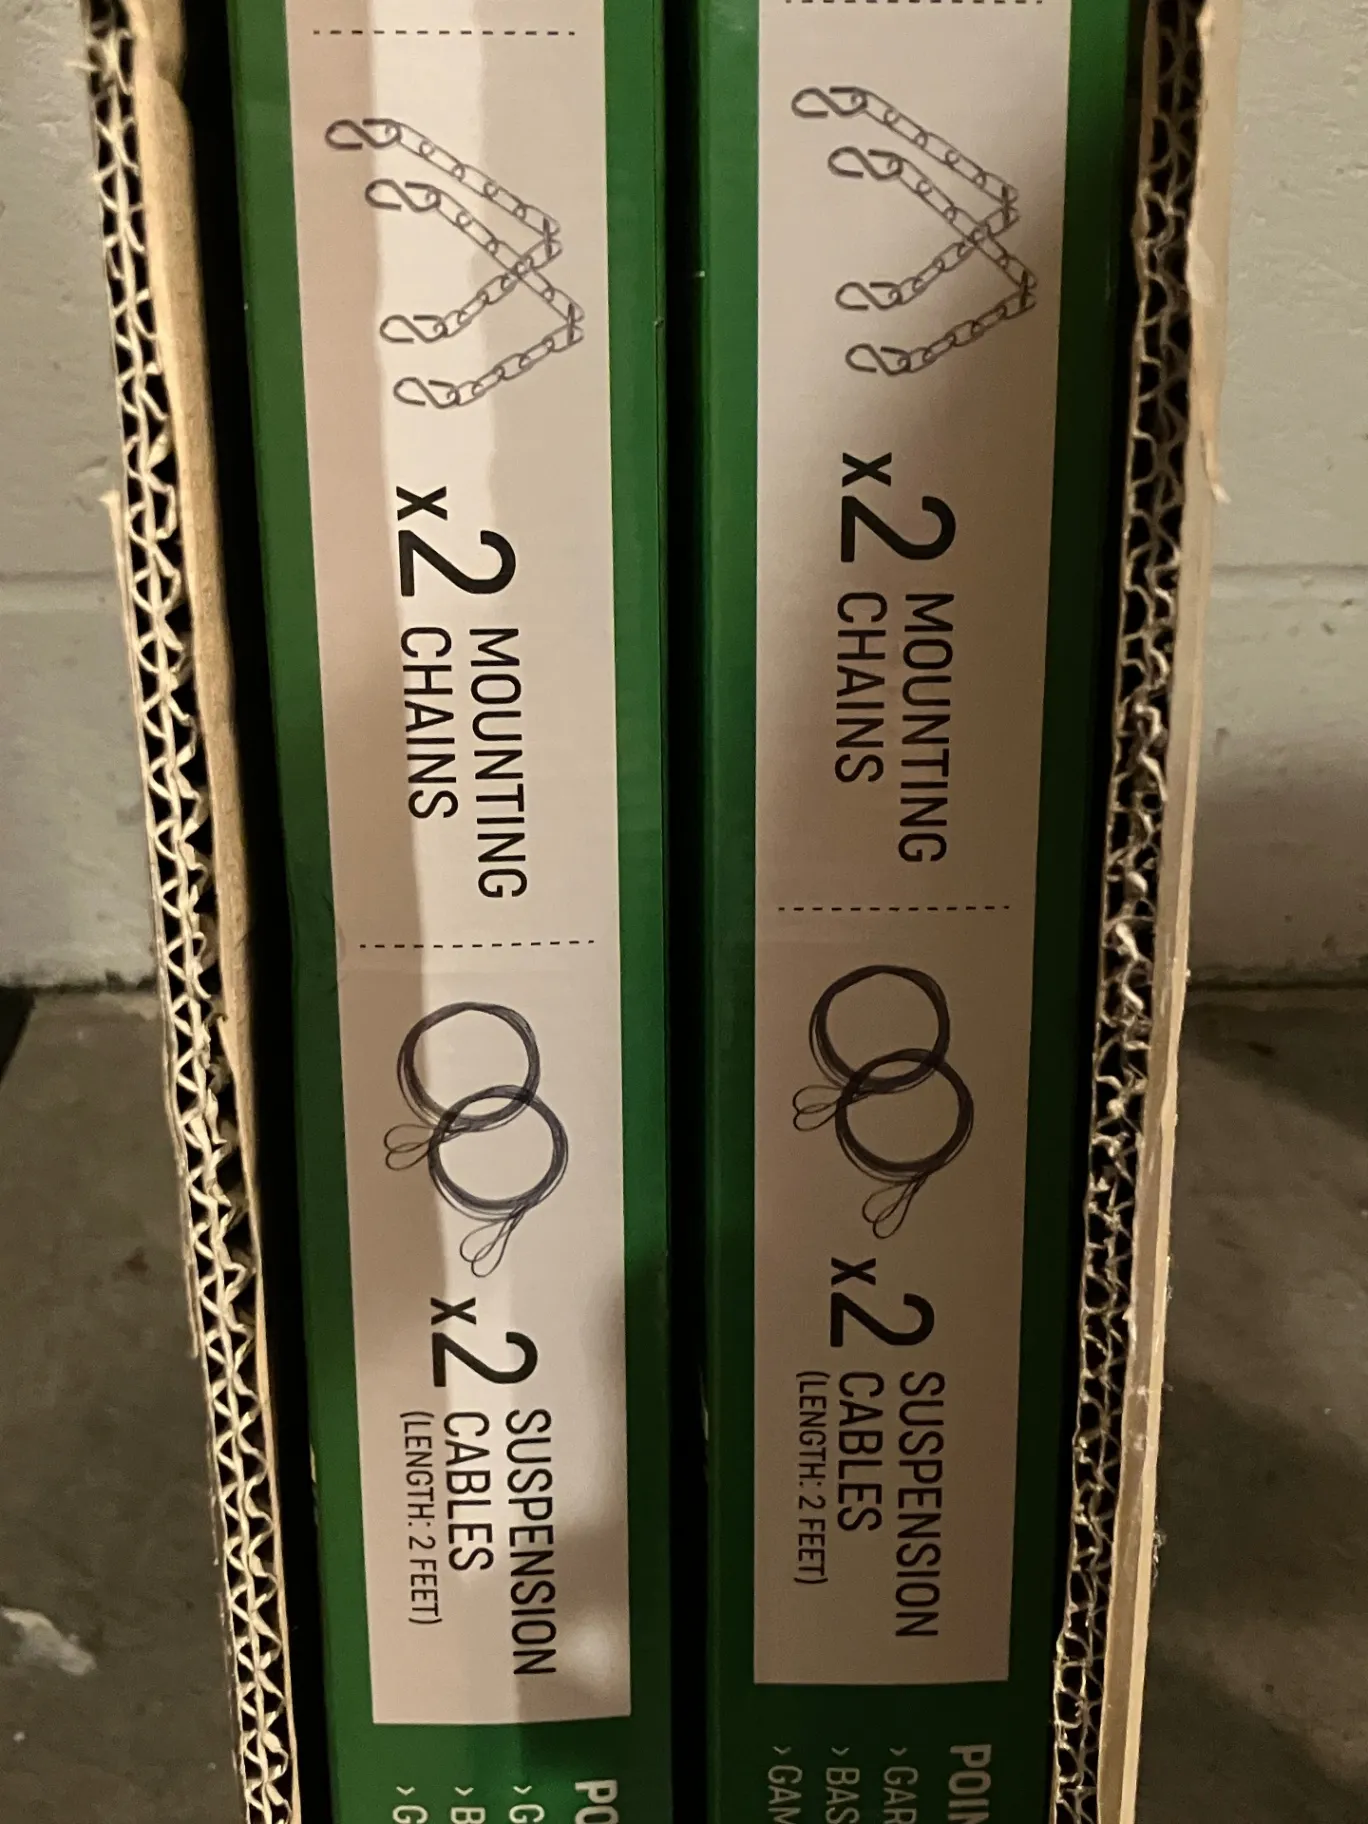 x2 MOUNTING
CHAINS
x2 SUSPENSION
CABLES
(LENGTH: 2 FEET)
x2 MOUNTING
CHAINS
x2 SUSPENSION
CABLES
(LENGTH: 2 FEET)